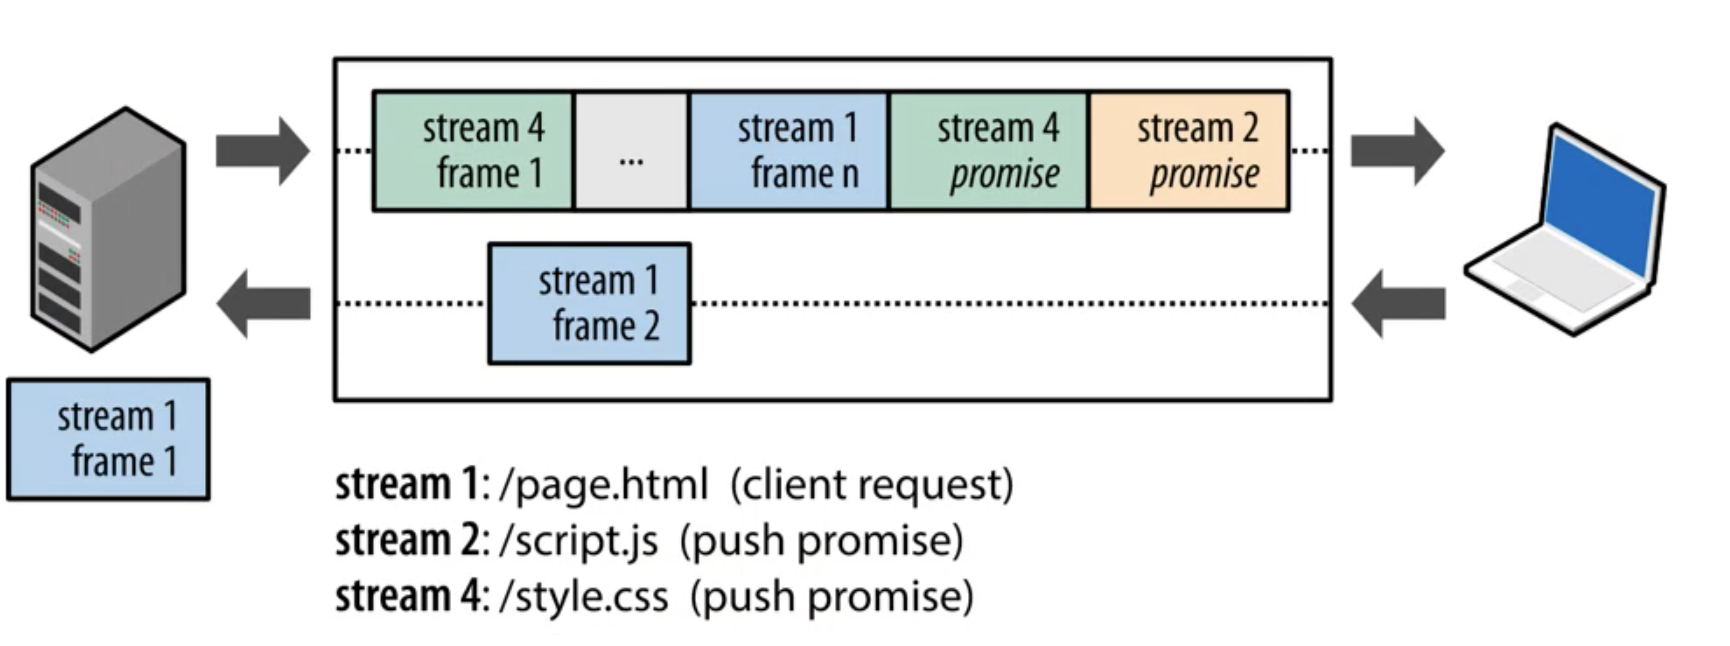 stream 4
frame 1
...
stream 1
frame n
stream 4
promise
stream 2
promise
stream 1
frame 2
stream 1
frame 1
stream 1: /page.html (client request)
stream 2: /script.js (push promise)
stream 4: /style.css (push promise)